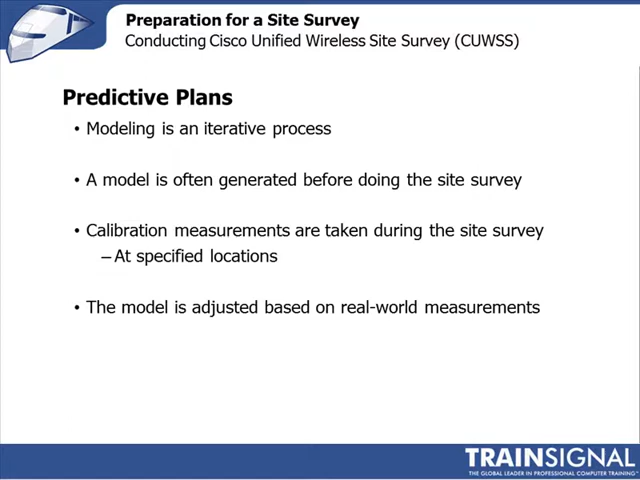 Preparation for a Site Survey
Conducting Cisco Unified Wireless Site Survey (CUWSS)
Predictive Plans
• Modeling is an iterative process
• A model is often generated before doing the site survey
• Calibration measurements are taken during the site survey
– At specified locations
• The model is adjusted based on real-world measurements
TRAINSIGNAL
THE GLOBAL LEADER IN PROFESSIONAL COMPUTER TRAINING